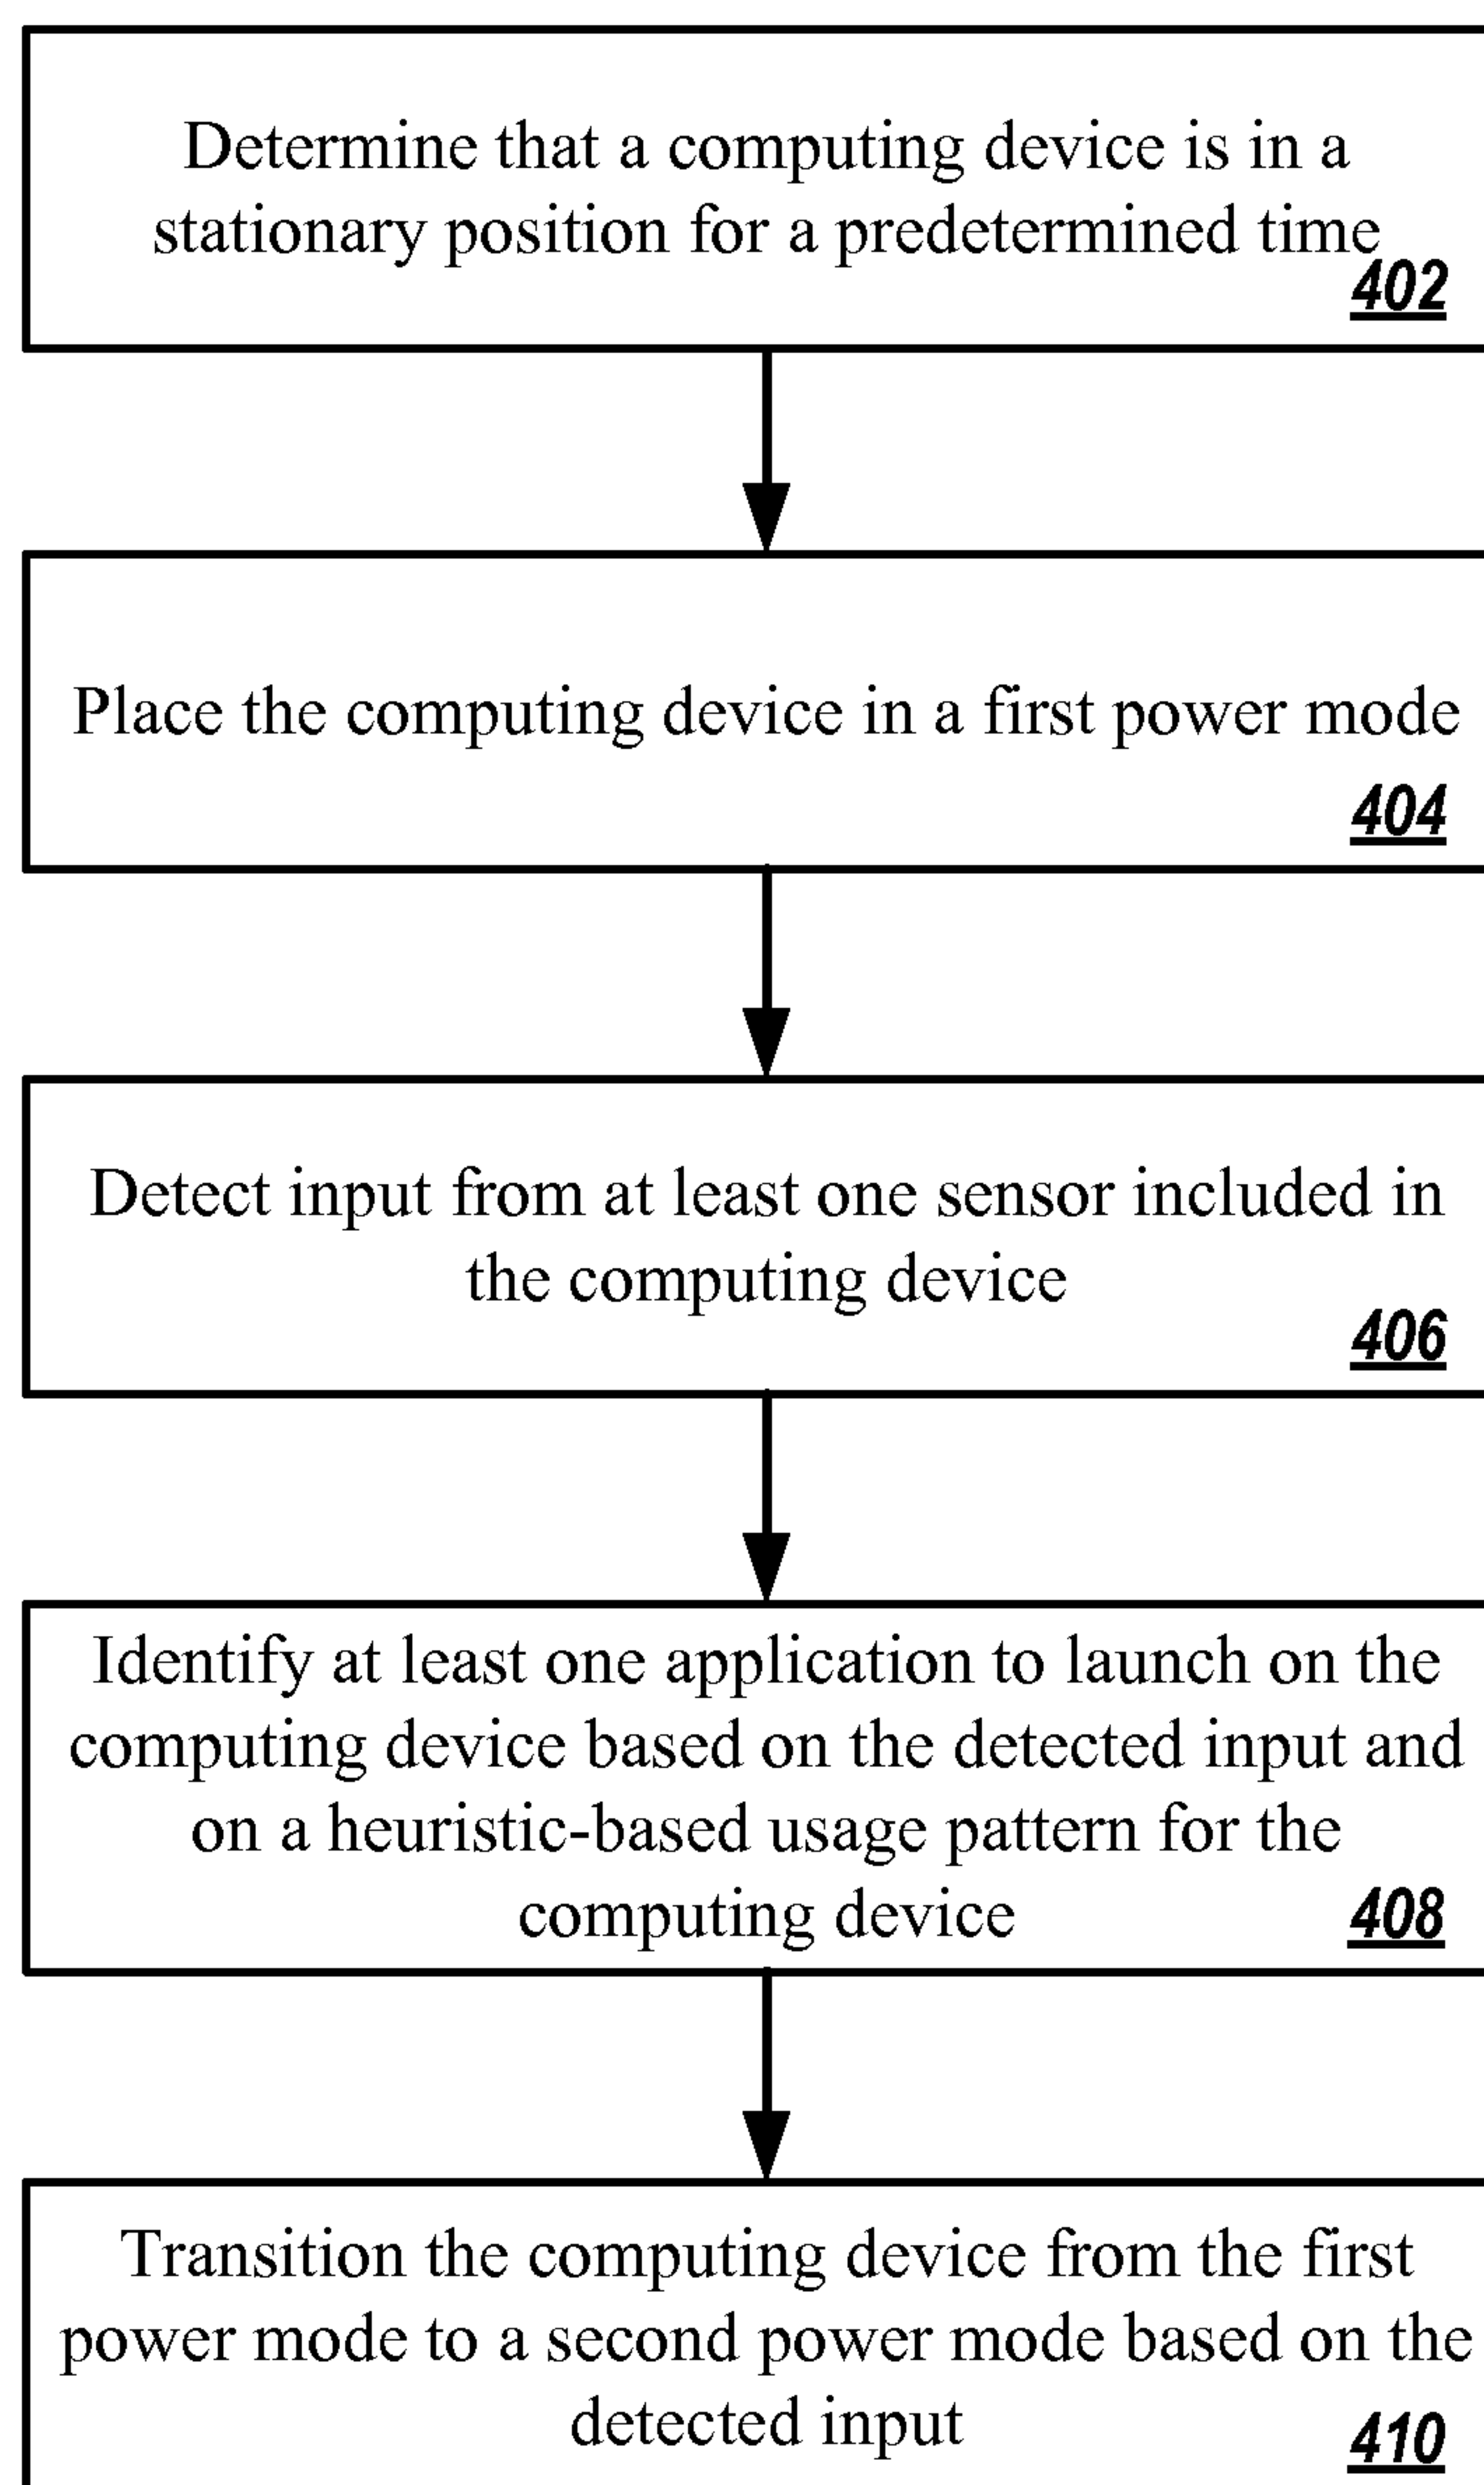 Determine that a computing device is in a
stationary position for a predetermined time
402
Place the computing device in a first power mode
404
Detect input from at least one sensor included in
the computing device
406
Identify at least one application to launch on the
computing device based on the detected input and
on a heuristic-based usage pattern for the
computing device
408
Transition the computing device from the first
power mode to a second power mode based on the
detected input
410